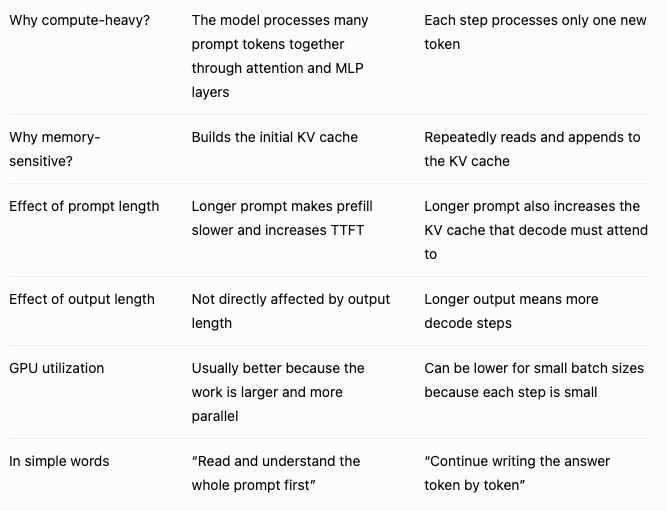 Why compute-heavy?
The model processes many
prompt tokens together
through attention and MLP
layers
Each step processes only one new
token
Why memory-
sensitive?
Builds the initial KV cache
Repeatedly reads and appends to
the KV cache
Effect of prompt length
Longer prompt makes prefill
slower and increases TTFT
Longer prompt also increases the
KV cache that decode must attend
to
Effect of output length
Not directly affected by output
length
Longer output means more
decode steps
GPU utilization
Usually better because the
work is larger and more
parallel
Can be lower for small batch sizes
because each step is small
In simple words
“Read and understand the
whole prompt first”
“Continue writing the answer
token by token”